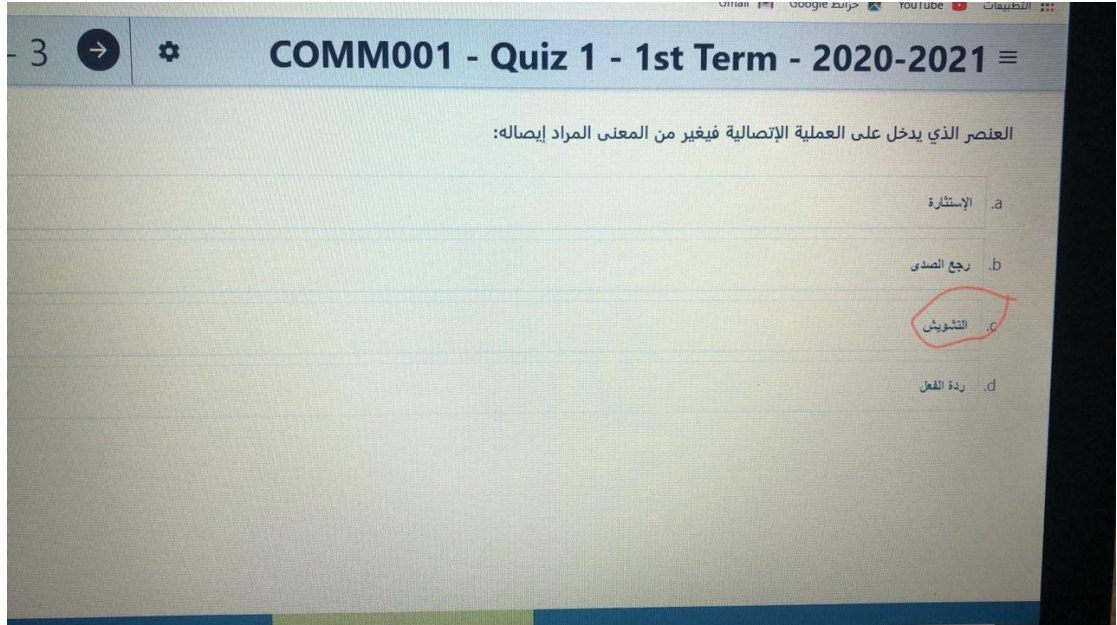 التطبيقات YouTube خرائط Google Gmail
COMM001 - Quiz 1 - 1st Term - 2020-2021
- 3
العنصر الذي يدخل على العملية الإتصالية فيغير من المعنى المراد إيصاله:
a. الإستثارة
b. رجع الصدى
c. التشويش
d. ردة الفعل